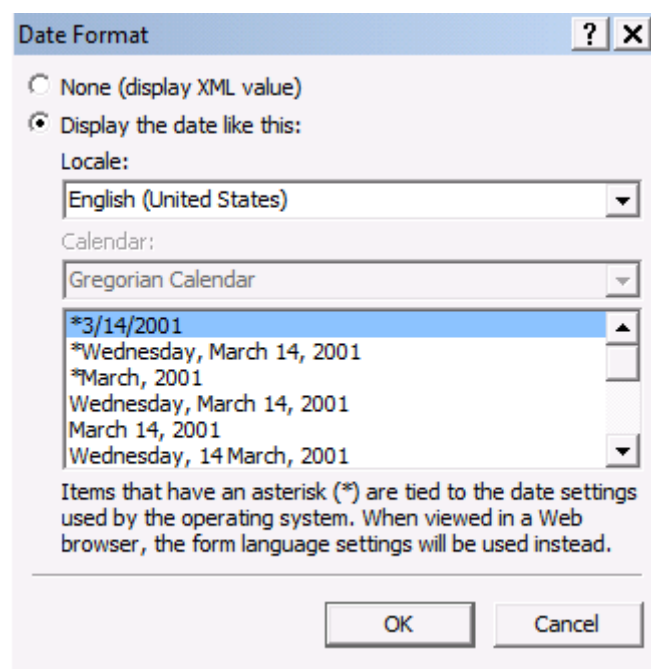 Date Format
None (display XML value)
Display the date like this:
Locale:
English (United States)
Calendar:
Gregorian Calendar
*3/14/2001
*Wednesday, March 14, 2001
*March, 2001
Wednesday, March 14, 2001
March 14, 2001
Wednesday, 14 March, 2001
Items that have an asterisk (*) are tied to the date settings
used by the operating system. When viewed in a Web
browser, the form language settings will be used instead.
OK Cancel